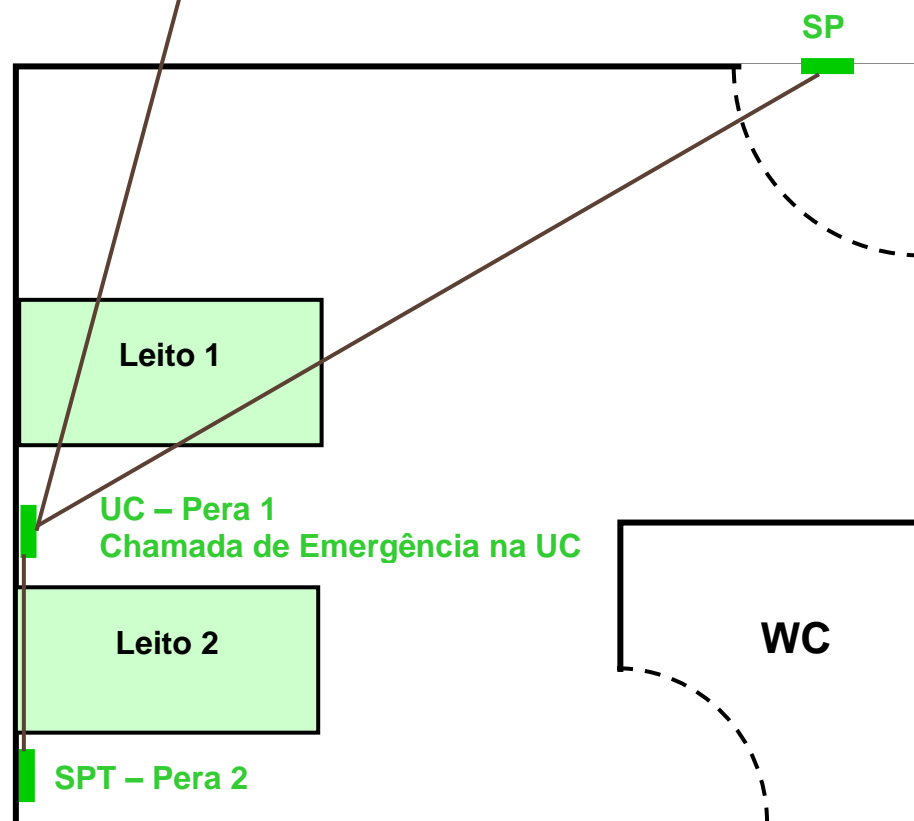 SP
Leito 1
UC – Pera 1
Chamada de Emergência na UC
Leito 2
WC
SPT – Pera 2